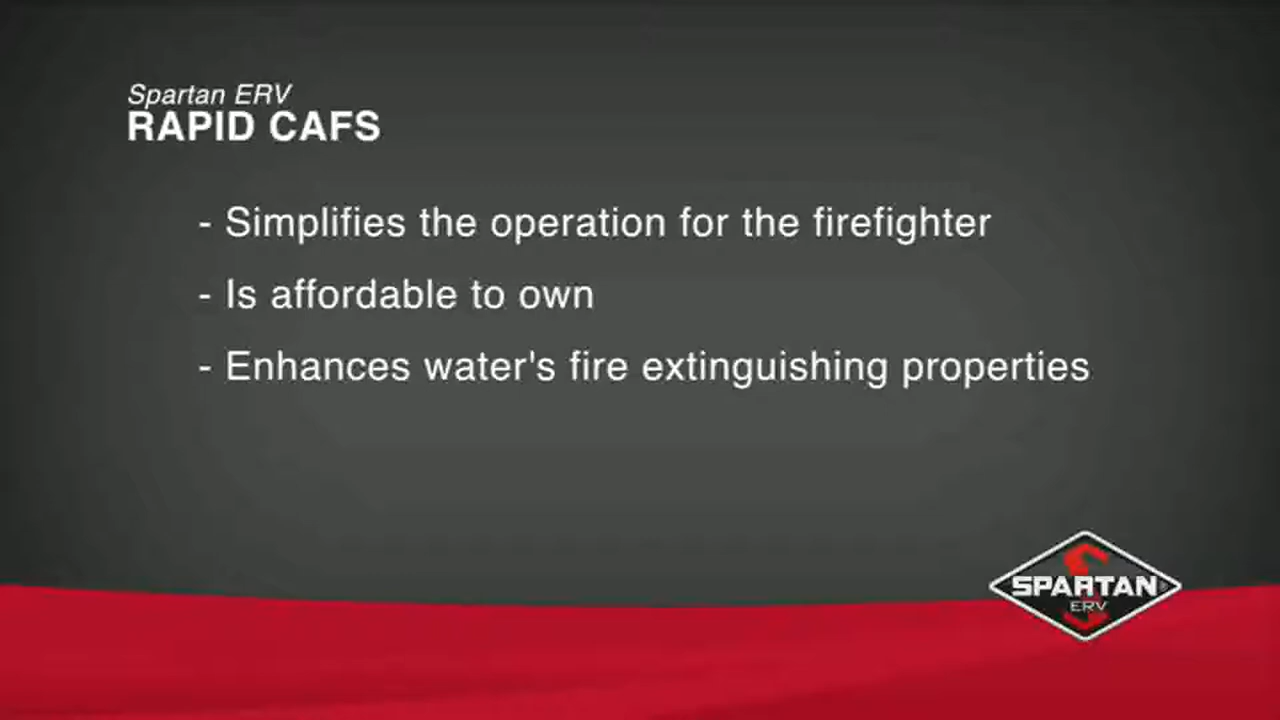 Spartan ERV
RAPID CAFS
- Simplifies the operation for the firefighter
- Is affordable to own
- Enhances water's fire extinguishing properties
SPARTAN
ERV